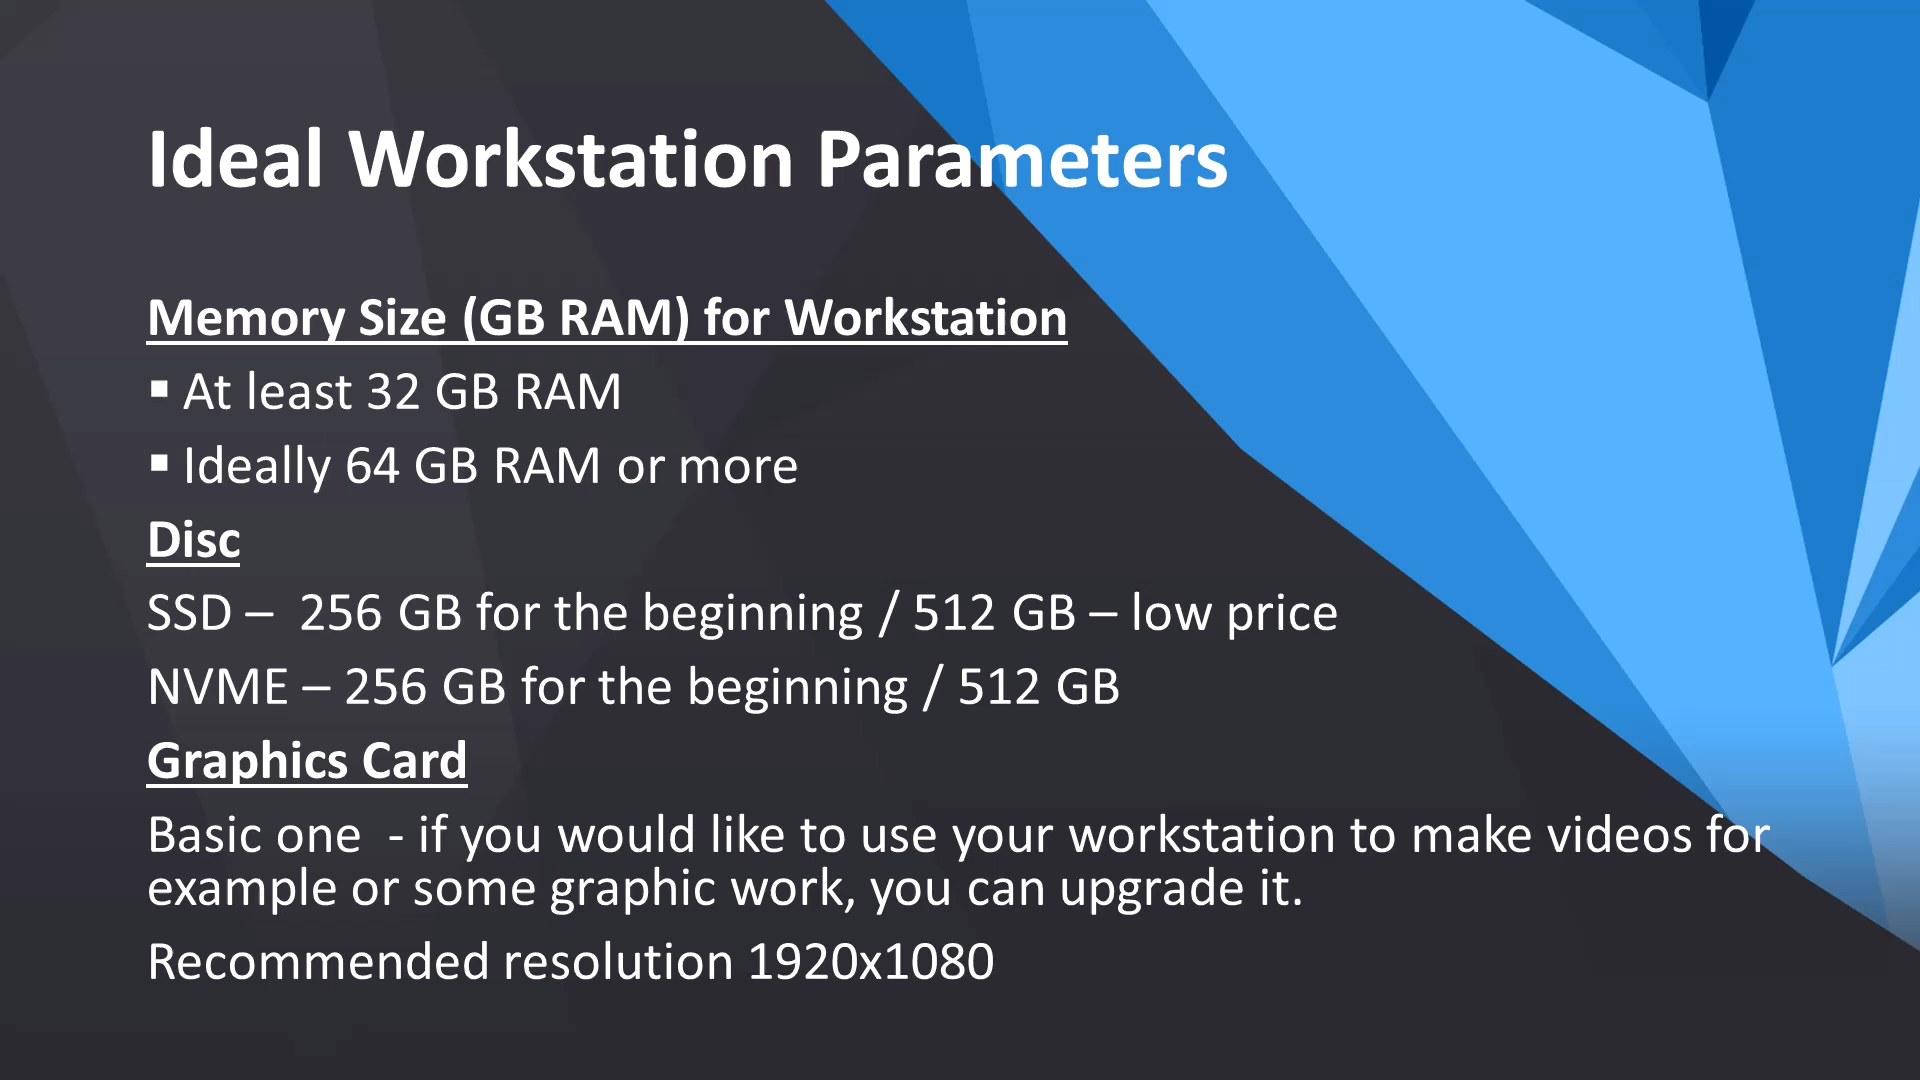 Ideal Workstation Parameters
Memory Size (GB RAM) for Workstation
▪ At least 32 GB RAM
▪ Ideally 64 GB RAM or more
Disc
SSD –  256 GB for the beginning / 512 GB – low price
NVME – 256 GB for the beginning / 512 GB
Graphics Card
Basic one  - if you would like to use your workstation to make videos for
example or some graphic work, you can upgrade it.
Recommended resolution 1920x1080